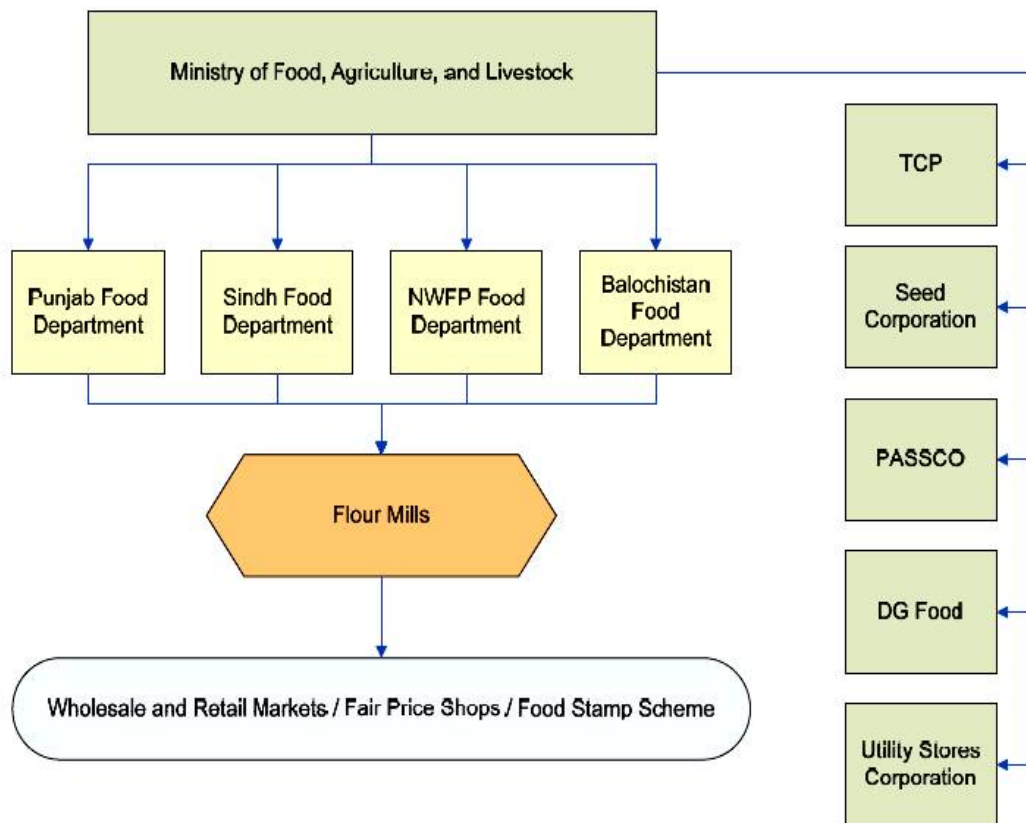 Ministry of Food, Agriculture, and Livestock
TCP
Punjab Food
Department
Sindh Food
Department
NWFP Food
Department
Balochistan
Food
Department
Seed
Corporation
PASSCO
Flour Mills
DG Food
Wholesale and Retail Markets / Fair Price Shops / Food Stamp Scheme
Utility Stores
Corporation